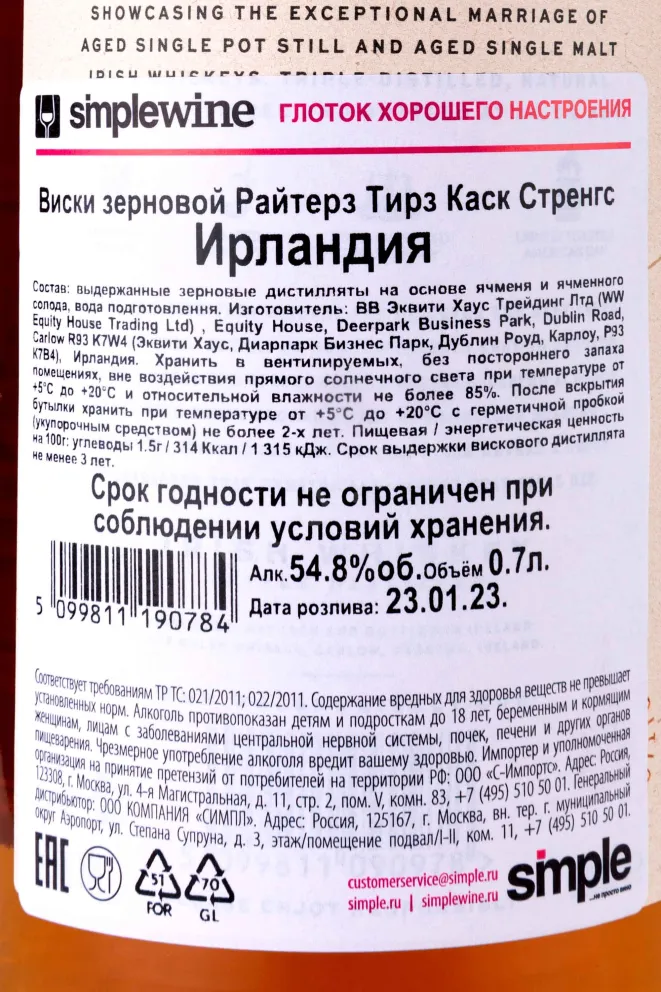 SHOWCASING THE EXCEPTIONAL MARRIAGE OF
AGED SINGLE POT STILL AND AGED SINGLE MALT
IRISH WHISKEYS. TRIPLE DISTILLED, NATURAL
simplewine ГЛОТОК ХОРОШЕГО НАСТРОЕНИЯ
Виски зерновой Райтерз Тирз Каск Стренгс
Ирландия
Состав: выдержанные зерновые дистилляты на основе ячменя и ячменного
солода, вода подготовленная. Изготовитель: ВВ Эквити Хаус Трейдинг Лтд (WW
Equity House Trading Ltd) , Equity House, Deerpark Business Park, Dublin Road,
Carlow R93 K7W4 (Эквити Хаус, Диарпарк Бизнес Парк, Дублин Роуд, Карлоу, Р93
К7В4), Ирландия. Хранить в вентилируемых, без постороннего запаха
помещениях, вне воздействия прямого солнечного света при температуре от
+5°С до +20°С и относительной влажности не более 85%. После вскрытия
бутылки хранить при температуре от +5°С до +20°С с герметичной пробкой
(укупорочным средством) не более 2-х лет. Пищевая / энергетическая ценность
на 100г: углеводы 1.5г / 314 Ккал / 1 315 кДж. Срок выдержки вискового дистиллята
не менее 3 лет.
Срок годности не ограничен при
соблюдении условий хранения.
Алк.54.8%об.Объём 0.7л.
5 099811 190784
Дата розлива: 23.01.23.
Соответствует требованиям ТР ТС: 021/2011; 022/2011. Содержание вредных для здоровья веществ не превышает
установленных норм. Алкоголь противопоказан детям и подросткам до 18 лет, беременным и кормящим
женщинам, лицам с заболеваниями центральной нервной системы, почек, печени и других органов
пищеварения. Чрезмерное употребление алкоголя вредит вашему здоровью. Импортер и уполномоченная
организация на принятие претензий от потребителей на территории РФ: ООО «С-Импортс». Адрес: Россия,
123308, г. Москва, ул. 4-я Магистральная, д. 11, стр. 2, пом. V, комн. 83, +7 (495) 510 50 01. Генеральный
дистрибьютор: ООО КОМПАНИЯ «СИМПЛ». Адрес: Россия, 125167, г. Москва, вн. тер. г. муниципальный
округ Аэропорт, ул. Степана Супруна, д. 3, этаж/помещение подвал/I-II, ком. 11, +7 (495) 510 50 01.
EAC
51
FOR
70
GL
customerservice@simple.ru
simple.ru | simplewine.ru
simple
...не просто вино